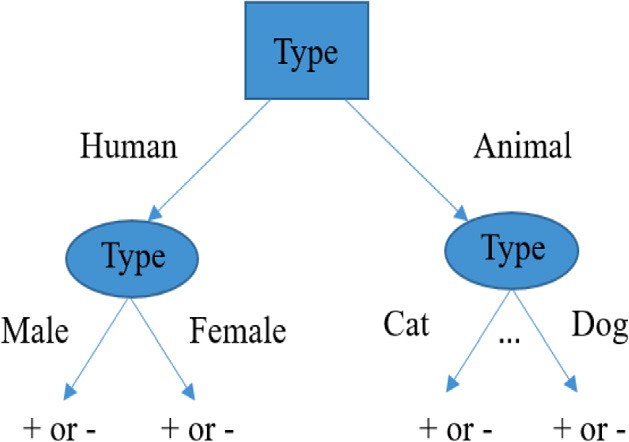 Type
Human
Animal
Type
Type
Male
Female
Cat
...
Dog
+ or -
+ or -
+ or -
+ or -